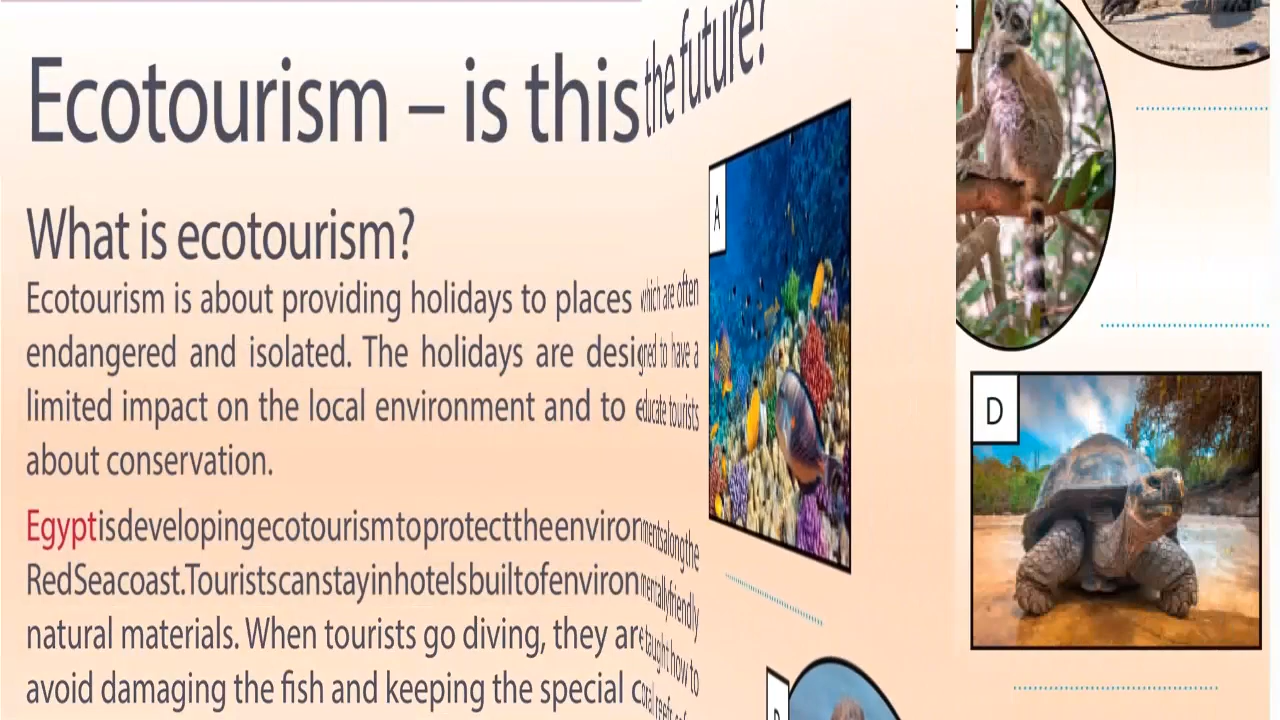 Ecotourism – is this the future?
What is ecotourism?
Ecotourism is about providing holidays to places which are often
endangered and isolated. The holidays are designed to have a
limited impact on the local environment and to educate tourists
about conservation.
Egypt is developing ecotourism to protect the environments along the
Red Sea coast. Tourists can stay in hotels built of environmentally friendly
natural materials. When tourists go diving, they are taught how to
avoid damaging the fish and keeping the special coral reefs
A
D